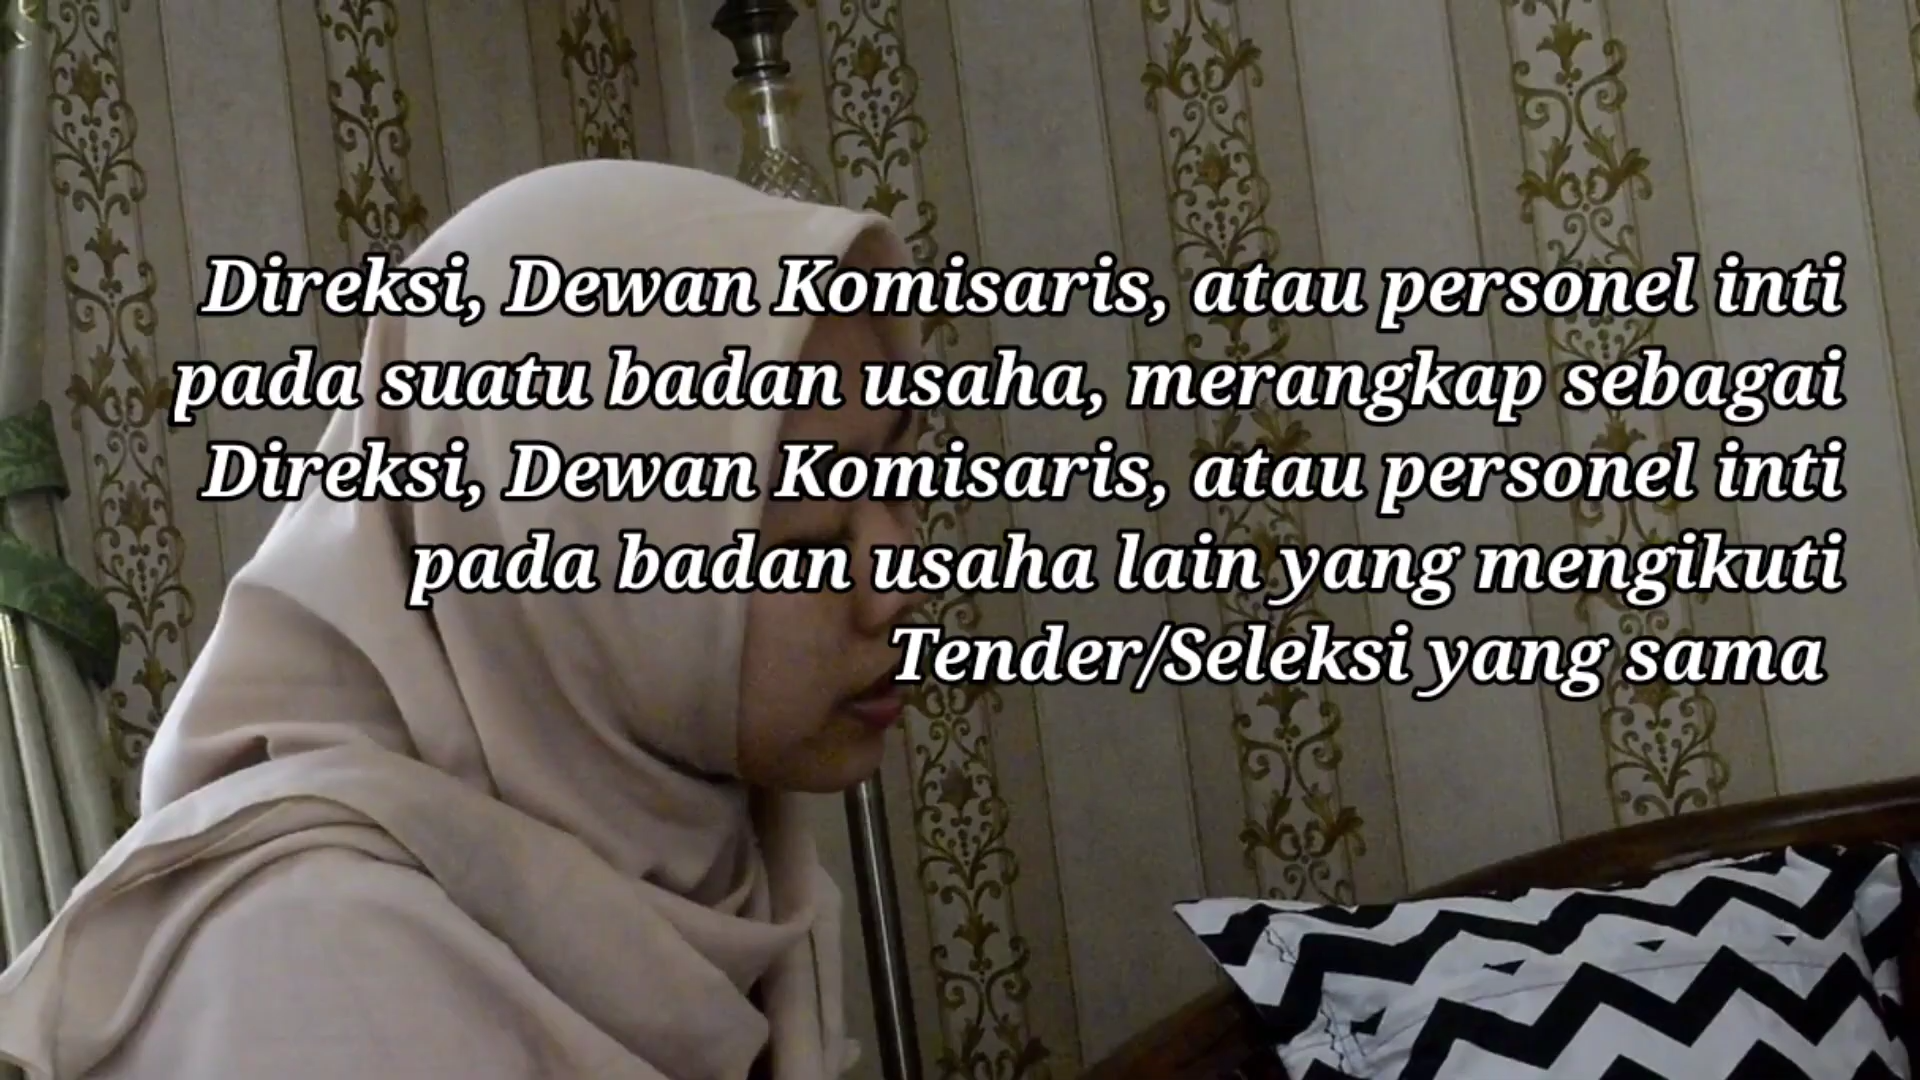 Direksi, Dewan Komisaris, atau personel inti
pada suatu badan usaha, merangkap sebagai
Direksi, Dewan Komisaris, atau personel inti
pada badan usaha lain yang mengikuti
Tender/Seleksi yang sama